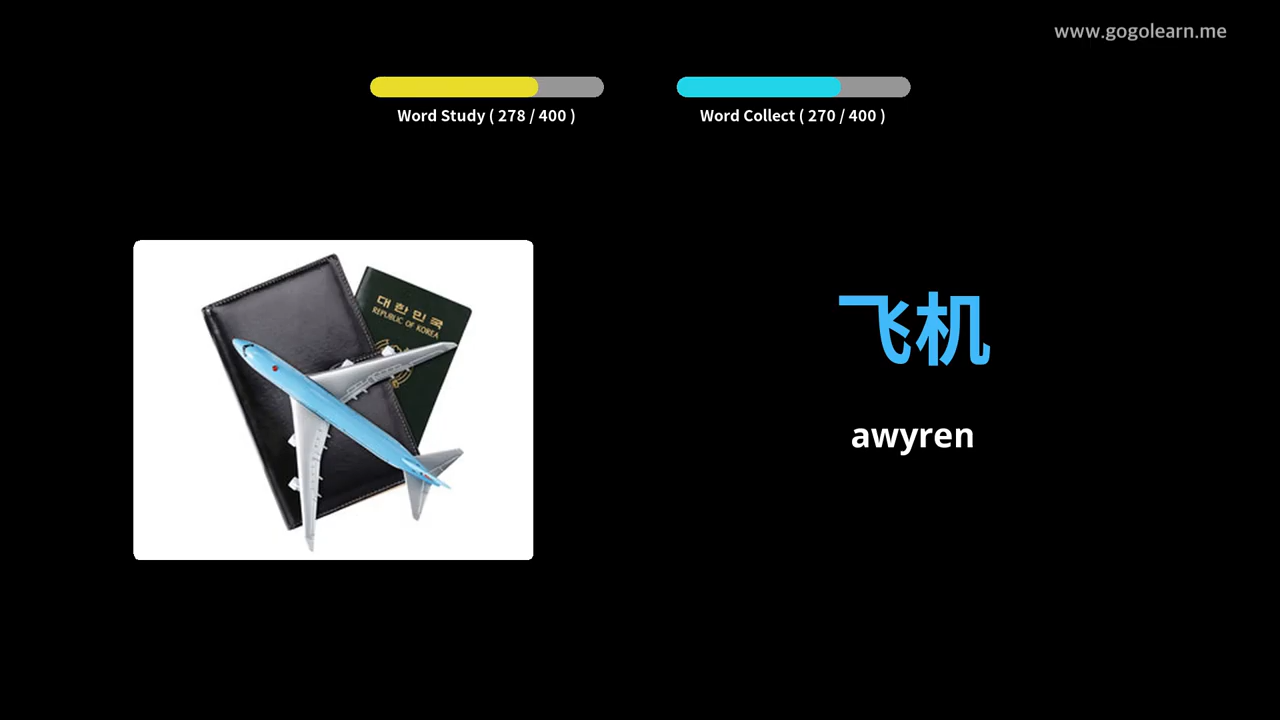 www.gogolearn.me
Word Study ( 278 / 400 )
Word Collect ( 270 / 400 )
대한민국
REPUBLIC OF KOREA
飞机
awyren